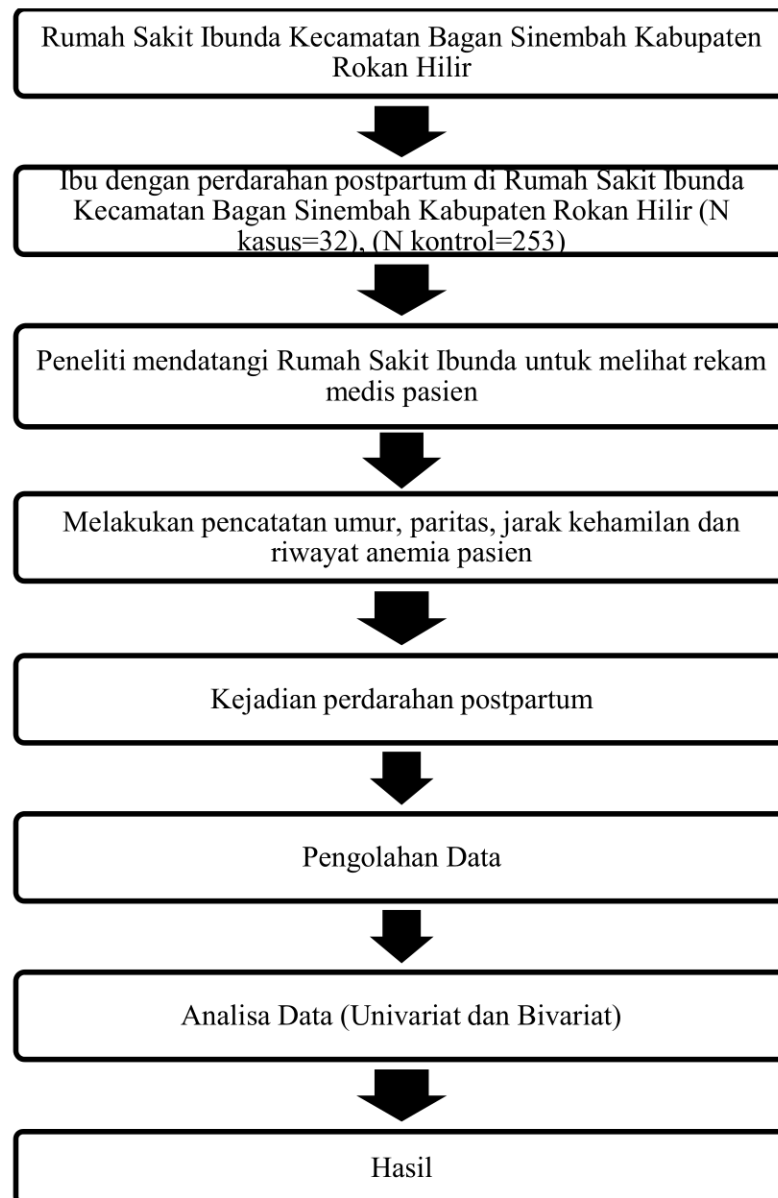 Rumah Sakit Ibunda Kecamatan Bagan Sinembah Kabupaten
Rokan Hilir
Ibu dengan perdarahan postpartum di Rumah Sakit Ibunda
Kecamatan Bagan Sinembah Kabupaten Rokan Hilir (N
kasus=32), (N kontrol=253)
Peneliti mendatangi Rumah Sakit Ibunda untuk melihat rekam
medis pasien
Melakukan pencatatan umur, paritas, jarak kehamilan dan
riwayat anemia pasien
Kejadian perdarahan postpartum
Pengolahan Data
Analisa Data (Univariat dan Bivariat)
Hasil